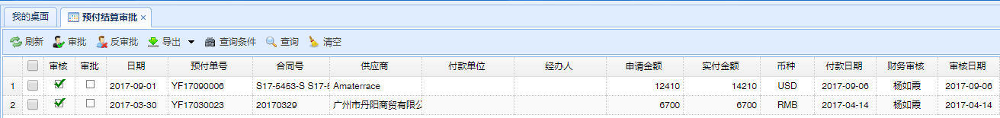 我的桌面 预付结算审批 ×
刷新 审批 反审批 导出 查询条件 查询 清空
审核 审批 日期 预付单号 合同号 供应商 付款单位 经办人 申请金额 实付金额 币种 付款日期 财务审核 审核日期
1 2017-09-01 YF17090006 S17-5453-S S17-5 Amaterrace 12410 14210 USD 2017-09-06 杨如霞 2017-09-06
2 2017-03-30 YF17030023 20170329 广州市丹阳商贸有限公 6700 6700 RMB 2017-04-14 杨如霞 2017-04-14